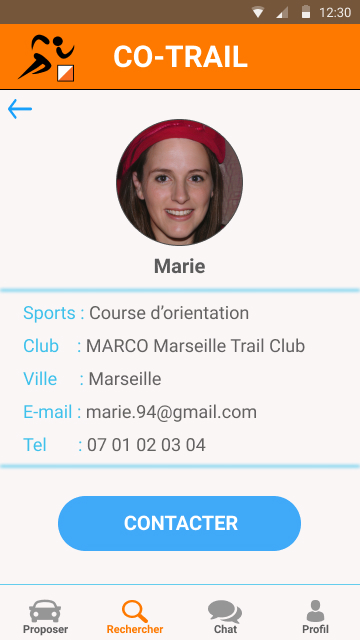 12:30
CO-TRAIL
Marie
Sports : Course d’orientation
Club : MARCO Marseille Trail Club
Ville : Marseille
E-mail : marie.94@gmail.com
Tel : 07 01 02 03 04
CONTACTER
Proposer Rechercher Chat Profil